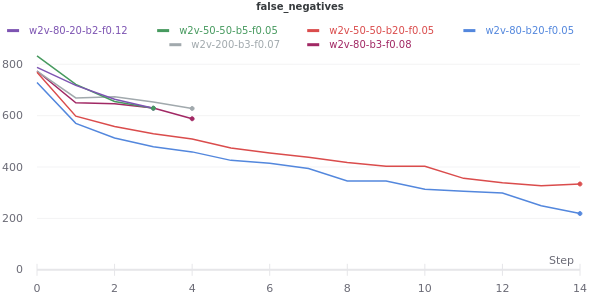 false_negatives
w2v-80-20-b2-f0.12 w2v-50-50-b5-f0.05 w2v-50-50-b20-f0.05 w2v-80-b20-f0.05
w2v-200-b3-f0.07 w2v-80-b3-f0.08
800
600
400
200
0
Step
0 2 4 6 8 10 12 14